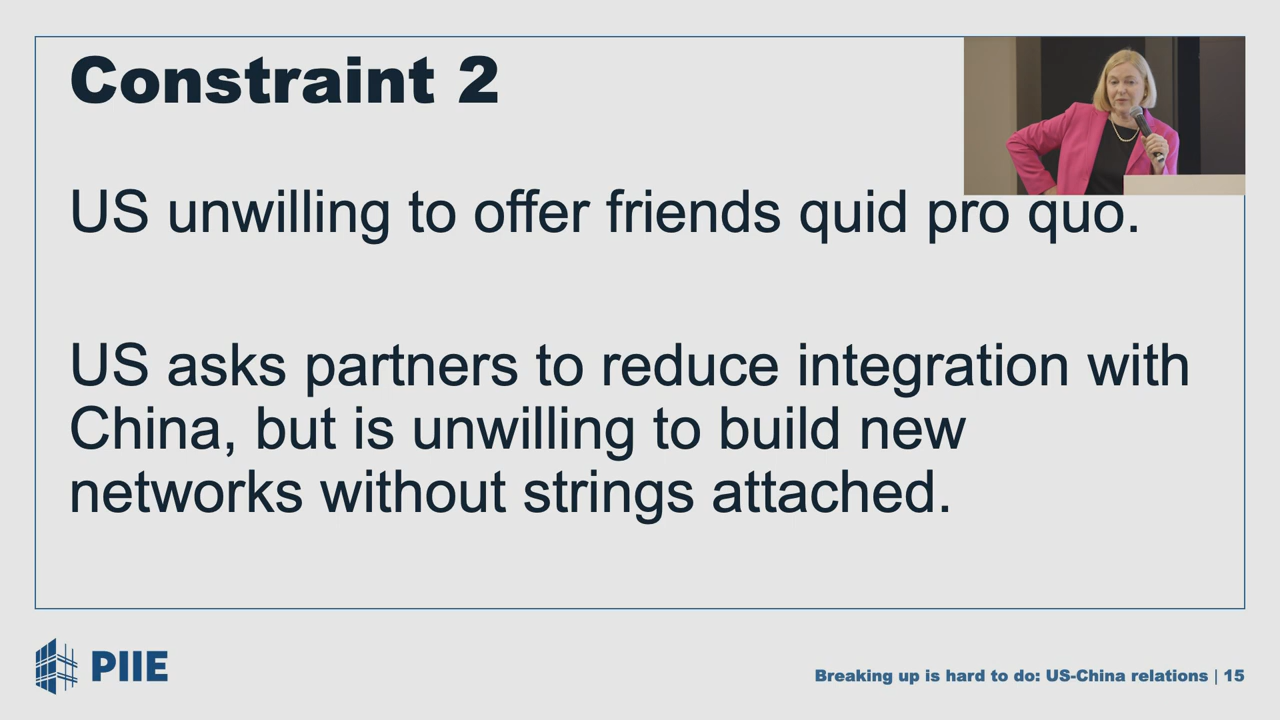 Constraint 2
US unwilling to offer friends quid pro quo.
US asks partners to reduce integration with
China, but is unwilling to build new
networks without strings attached.
PIIE
Breaking up is hard to do: US-China relations | 15